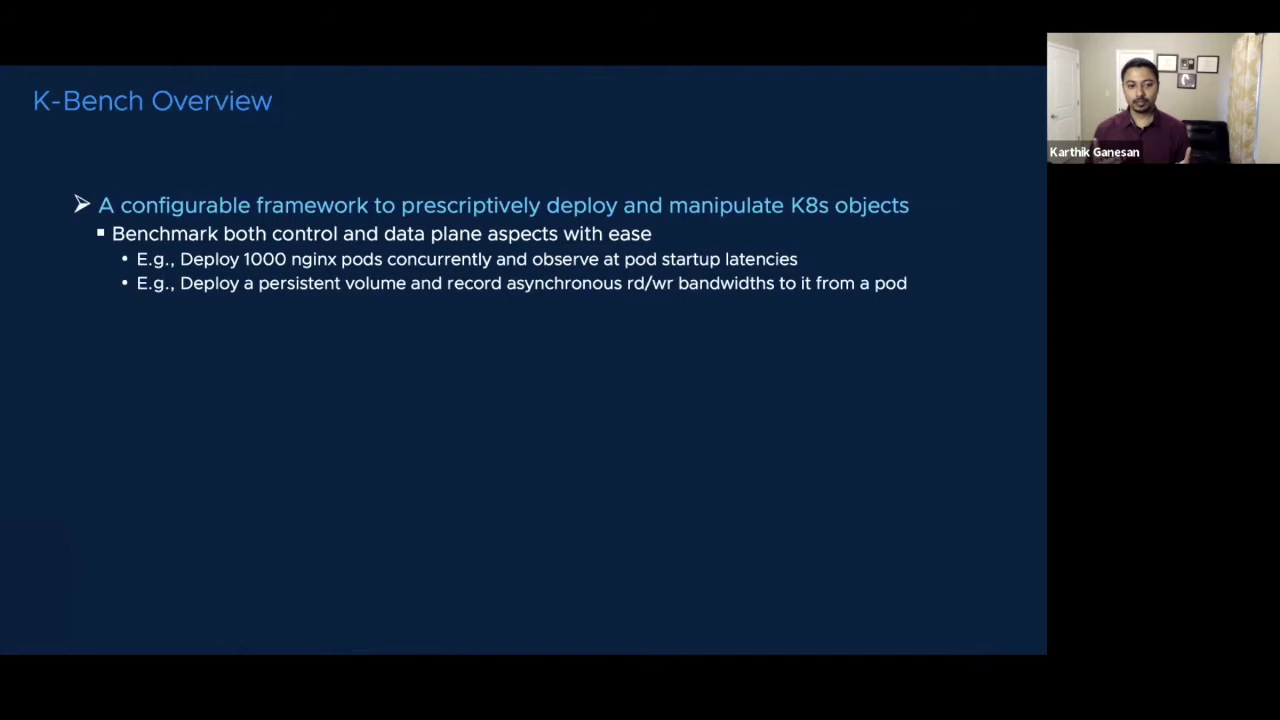 K-Bench Overview
A configurable framework to prescriptively deploy and manipulate K8s objects
Benchmark both control and data plane aspects with ease
E.g., Deploy 1000 nginx pods concurrently and observe at pod startup latencies
E.g., Deploy a persistent volume and record asynchronous rd/wr bandwidths to it from a pod
Karthik Ganesan